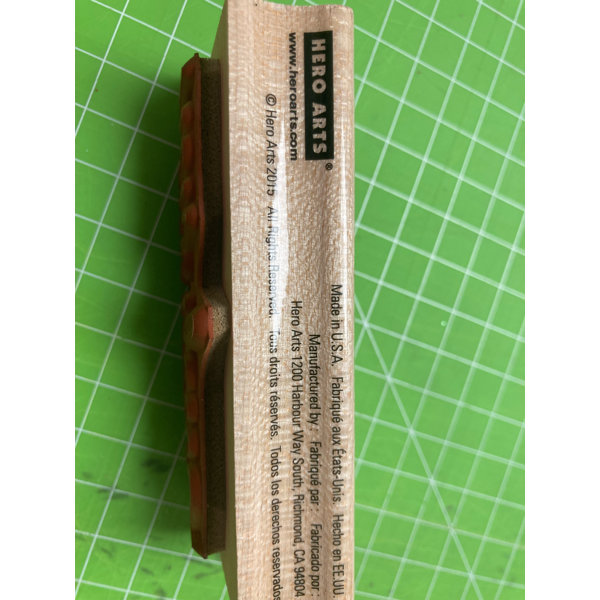 HERO ARTS®
www.heroarts.com
Made in U.S.A. Fabriqué aux États-Unis. Hecho en EE.UU.
Manufactured by : Fabriqué par : Fabricado por :
Hero Arts 1200 Harbour Way South, Richmond, CA 94804
© Hero Arts 2015 All Rights Reserved. Tous droits réservés. Todos los derechos reservados